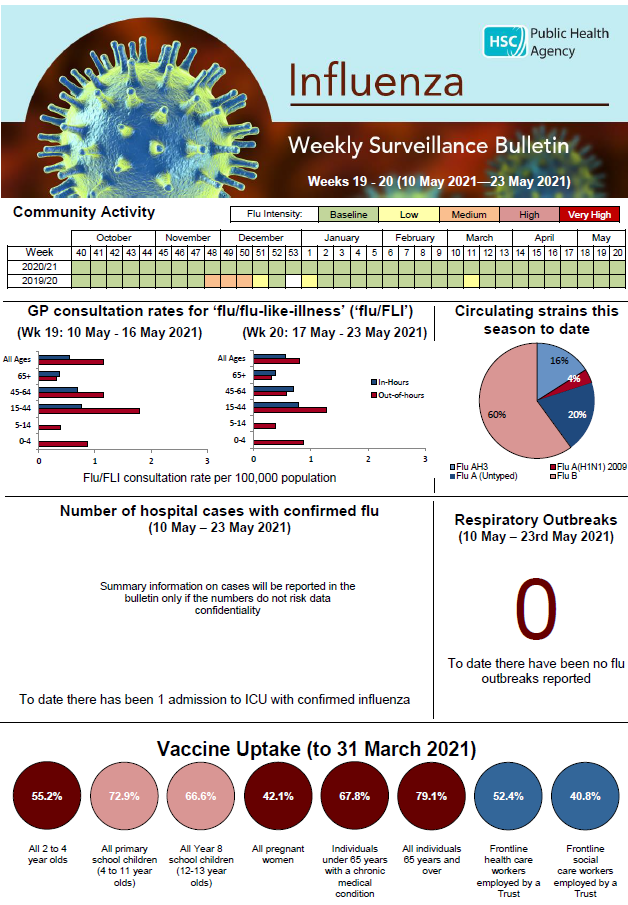 HSC
Public Health
Agency
Influenza
Weekly Surveillance Bulletin
Weeks 19 - 20 (10 May 2021—23 May 2021)
Community Activity
Flu Intensity: Baseline Low Medium High Very High
October November December January February March April May
Week 40 41 42 43 44 45 46 47 48 49 50 51 52 53 1 2 3 4 5 6 7 8 9 10 11 12 13 14 15 16 17 18 19 20
2020/21
2019/20
GP consultation rates for 'flu/flu-like-illness' ('flu/FLI')
(Wk 19: 10 May - 16 May 2021)
All Ages
65+
45-64
15-44
5-14
0-4
0 1 2 3
(Wk 20: 17 May - 23 May 2021)
All Ages
65+
45-64
15-44
5-14
0-4
0 1 2 3
In-Hours
Out-of-hours
Flu/FLI consultation rate per 100,000 population
Circulating strains this
season to date
16%
4%
20%
60%
Flu AH3 Flu A(H1N1) 2009
Flu A (Untyped) Flu B
Number of hospital cases with confirmed flu
(10 May – 23 May 2021)
Summary information on cases will be reported in the
bulletin only if the numbers do not risk data
confidentiality
To date there has been 1 admission to ICU with confirmed influenza
Respiratory Outbreaks
(10 May – 23rd May 2021)
0
To date there have been no flu
outbreaks reported
Vaccine Uptake (to 31 March 2021)
55.2%
All 2 to 4
year olds
72.9%
All primary
school children
(4 to 11 year
olds)
66.6%
All Year 8
school children
(12-13 year
olds)
42.1%
All pregnant
women
67.8%
Individuals
under 65 years
with a chronic
medical
condition
79.1%
All individuals
65 years and
over
52.4%
Frontline
health care
workers
employed by a
Trust
40.8%
Frontline
social
care workers
employed by a
Trust